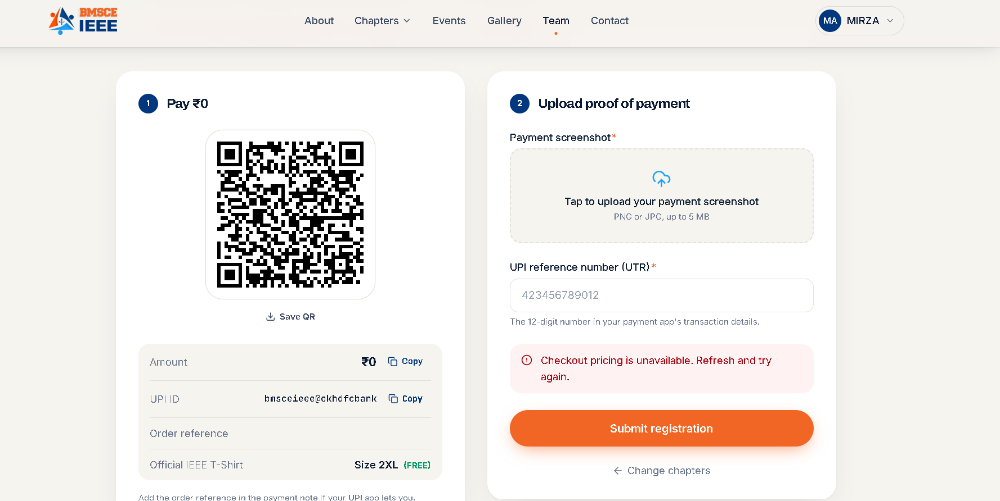 BMSCE
IEEE
About
Chapters
Events
Gallery
Team
Contact
MA
MIRZA
1
Pay ₹0
Save QR
Amount
₹0
Copy
UPI ID
bmsceieee@okhdfcbank
Copy
Order reference
Official IEEE T-Shirt
Size 2XL (FREE)
Add the order reference in the payment note if your UPI app lets you.
2
Upload proof of payment
Payment screenshot*
Tap to upload your payment screenshot
PNG or JPG, up to 5 MB
UPI reference number (UTR)*
423456789012
The 12-digit number in your payment app's transaction details.
Checkout pricing is unavailable. Refresh and try
again.
Submit registration
Change chapters